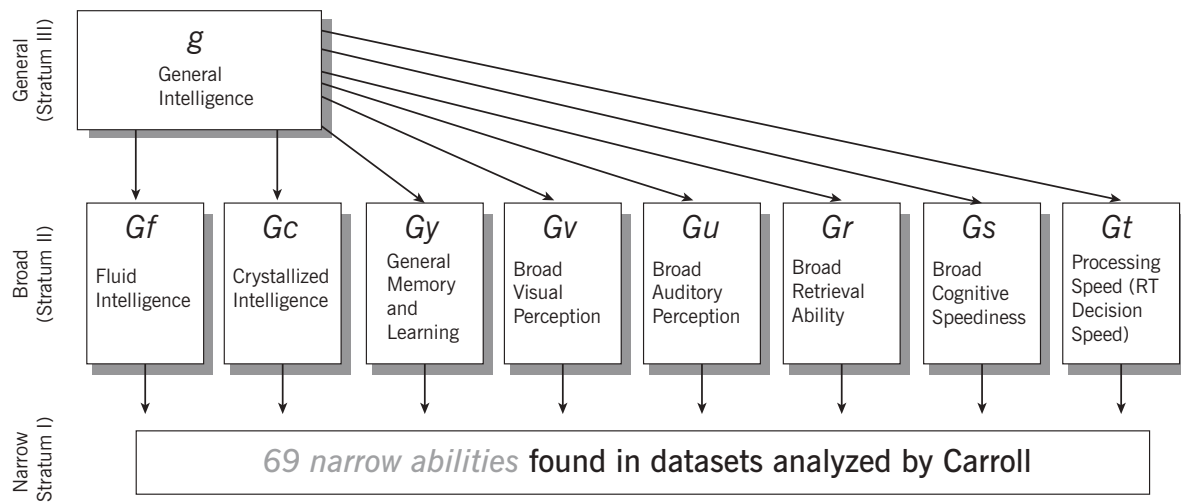 General
(Stratum III)
g
General
Intelligence
Broad
(Stratum II)
Gf
Fluid
Intelligence
Gc
Crystallized
Intelligence
Gy
General
Memory
and
Learning
Gv
Broad
Visual
Perception
Gu
Broad
Auditory
Perception
Gr
Broad
Retrieval
Ability
Gs
Broad
Cognitive
Speediness
Gt
Processing
Speed (RT
Decision
Speed)
Narrow
Stratum I)
69 narrow abilities found in datasets analyzed by Carroll